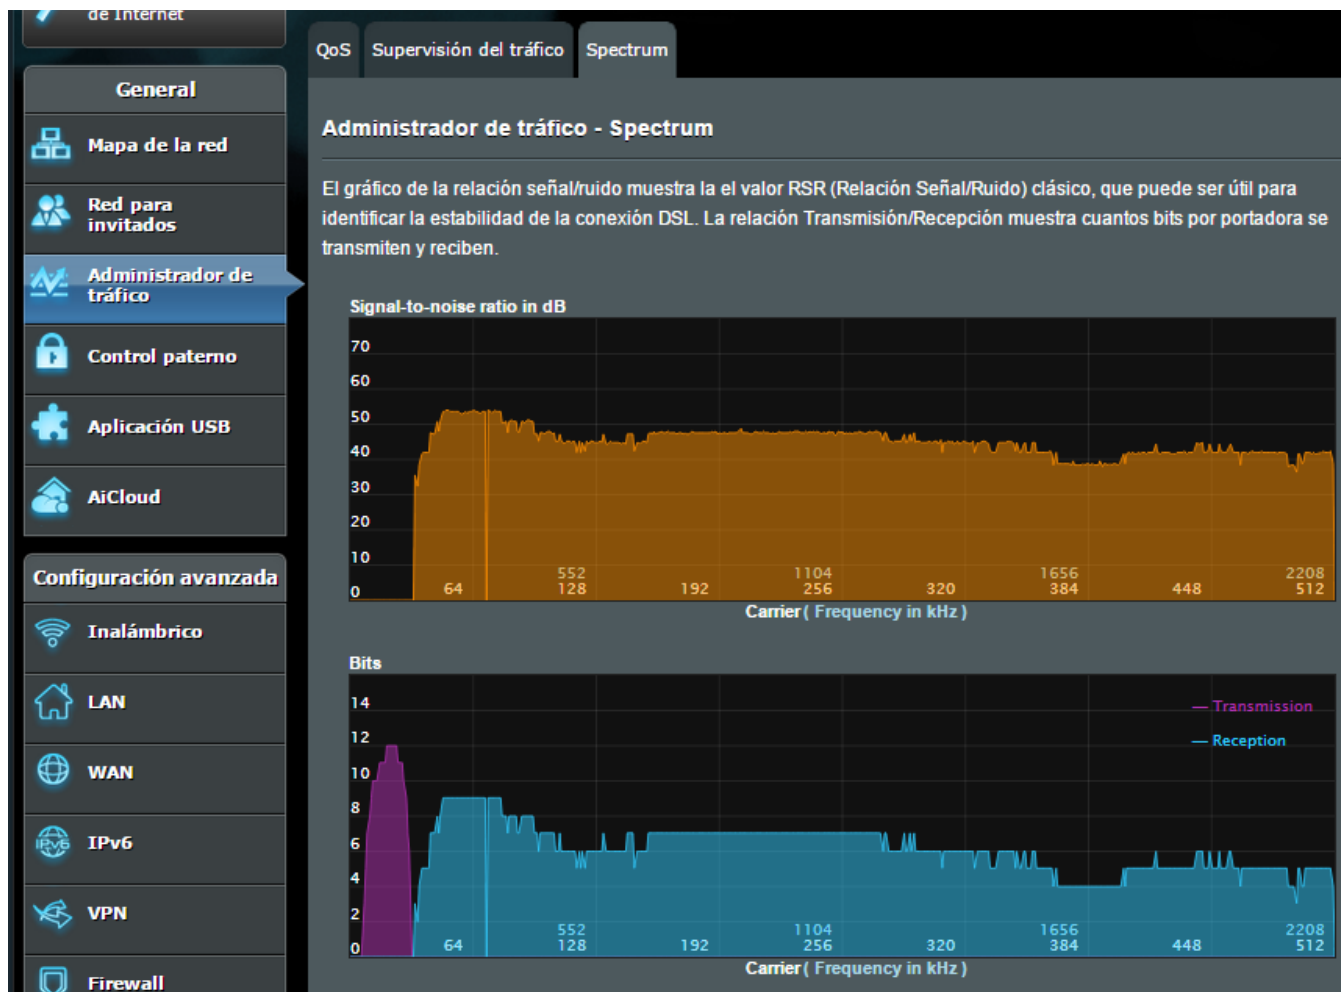 de Internet
General
Mapa de la red
Red para
invitados
Administrador de
tráfico
Control paterno
Aplicación USB
AiCloud
Configuración avanzada
Inalámbrico
LAN
WAN
IPv6
VPN
Firewall
QoS
Supervisión del tráfico
Spectrum
Administrador de tráfico - Spectrum
El gráfico de la relación señal/ruido muestra la el valor RSR (Relación Señal/Ruido) clásico, que puede ser útil para
identificar la estabilidad de la conexión DSL. La relación Transmisión/Recepción muestra cuantos bits por portadora se
transmiten y reciben.
Signal-to-noise ratio in dB
70
60
50
40
30
20
10
0
552 1104 1656 2208
64 128 192 256 320 384 448 512
Carrier ( Frequency in kHz )
Bits
14
12
10
8
6
4
2
0
Transmission
Reception
552 1104 1656 2208
64 128 192 256 320 384 448 512
Carrier ( Frequency in kHz )